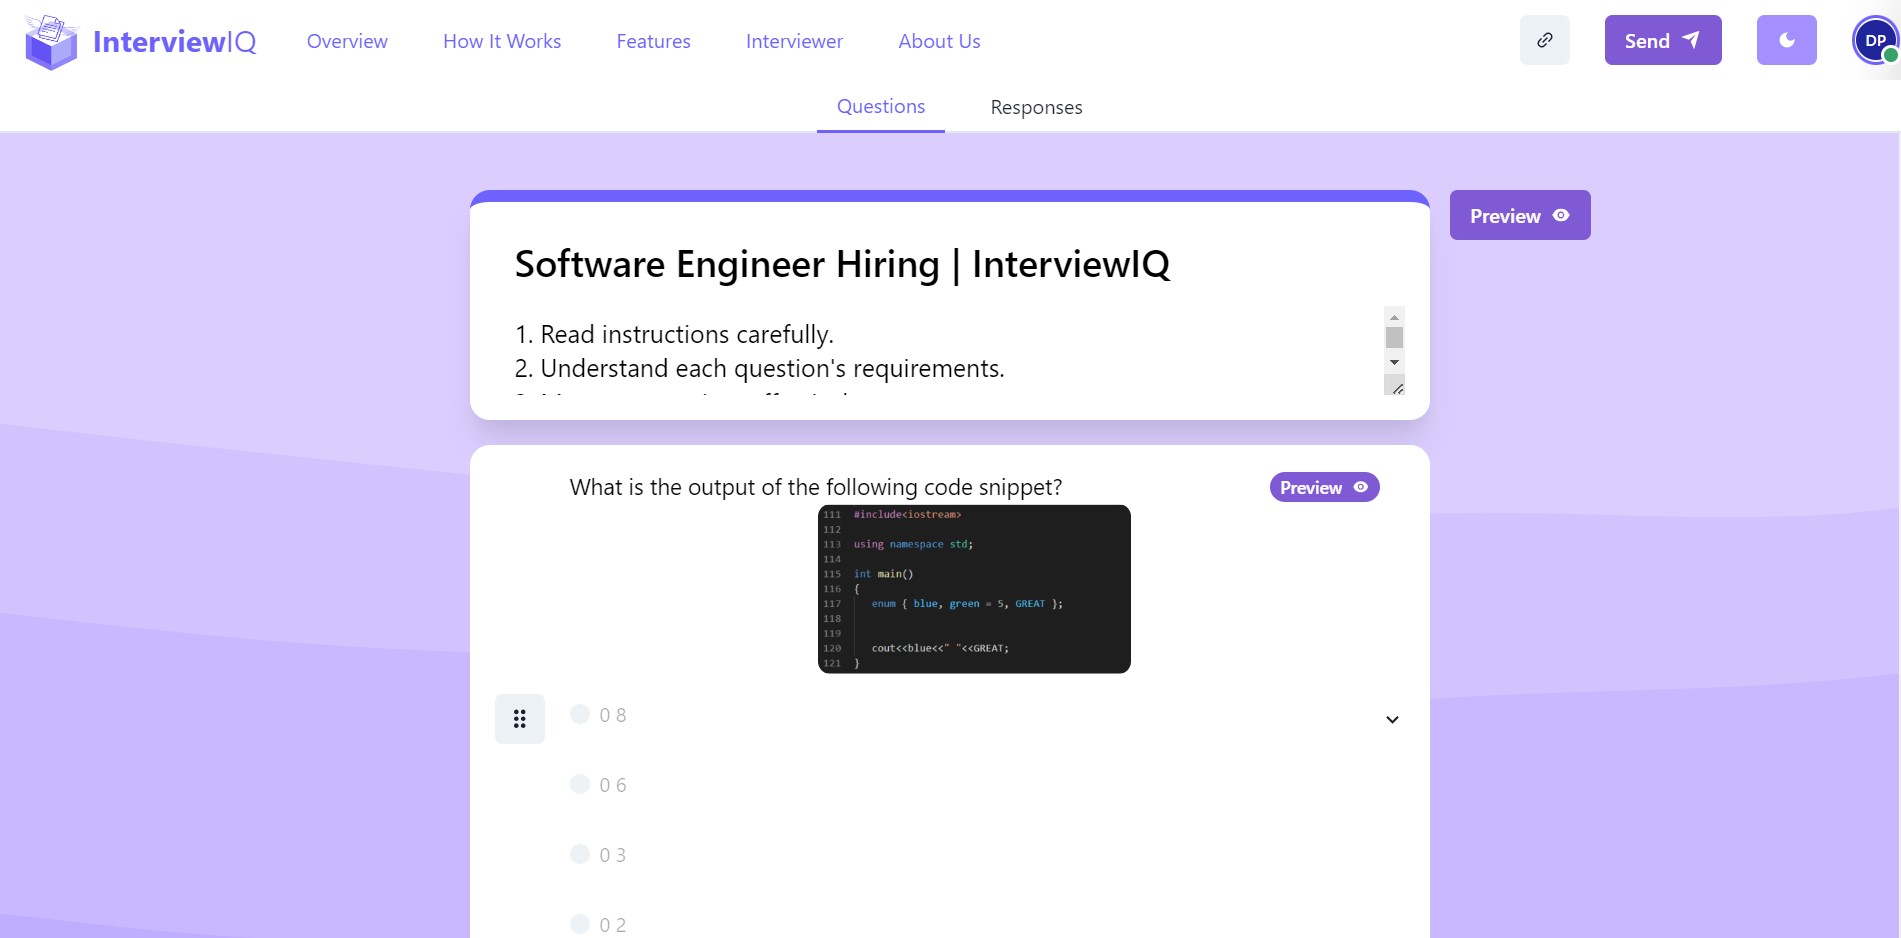 InterviewIQ Overview How It Works Features Interviewer About Us Send DP
Questions Responses
Preview
Software Engineer Hiring | InterviewIQ
1. Read instructions carefully.
2. Understand each question's requirements.
What is the output of the following code snippet? Preview
111 #include<iostream>
112
113 using namespace std;
114
115 int main()
116 {
117 enum { blue, green = 5, GREAT };
118
119
120 cout<<blue<<" "<<GREAT;
121 }
0 8
0 6
0 3
0 2